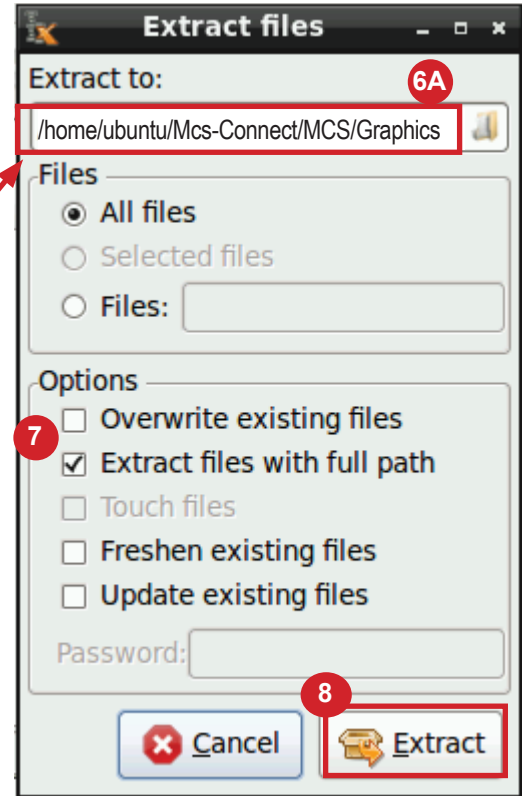 Extract files
Extract to:
6A
/home/ubuntu/Mcs-Connect/MCS/Graphics
Files
All files
Selected files
Files:
Options
7
Overwrite existing files
Extract files with full path
Touch files
Freshen existing files
Update existing files
Password:
8
Cancel
Extract